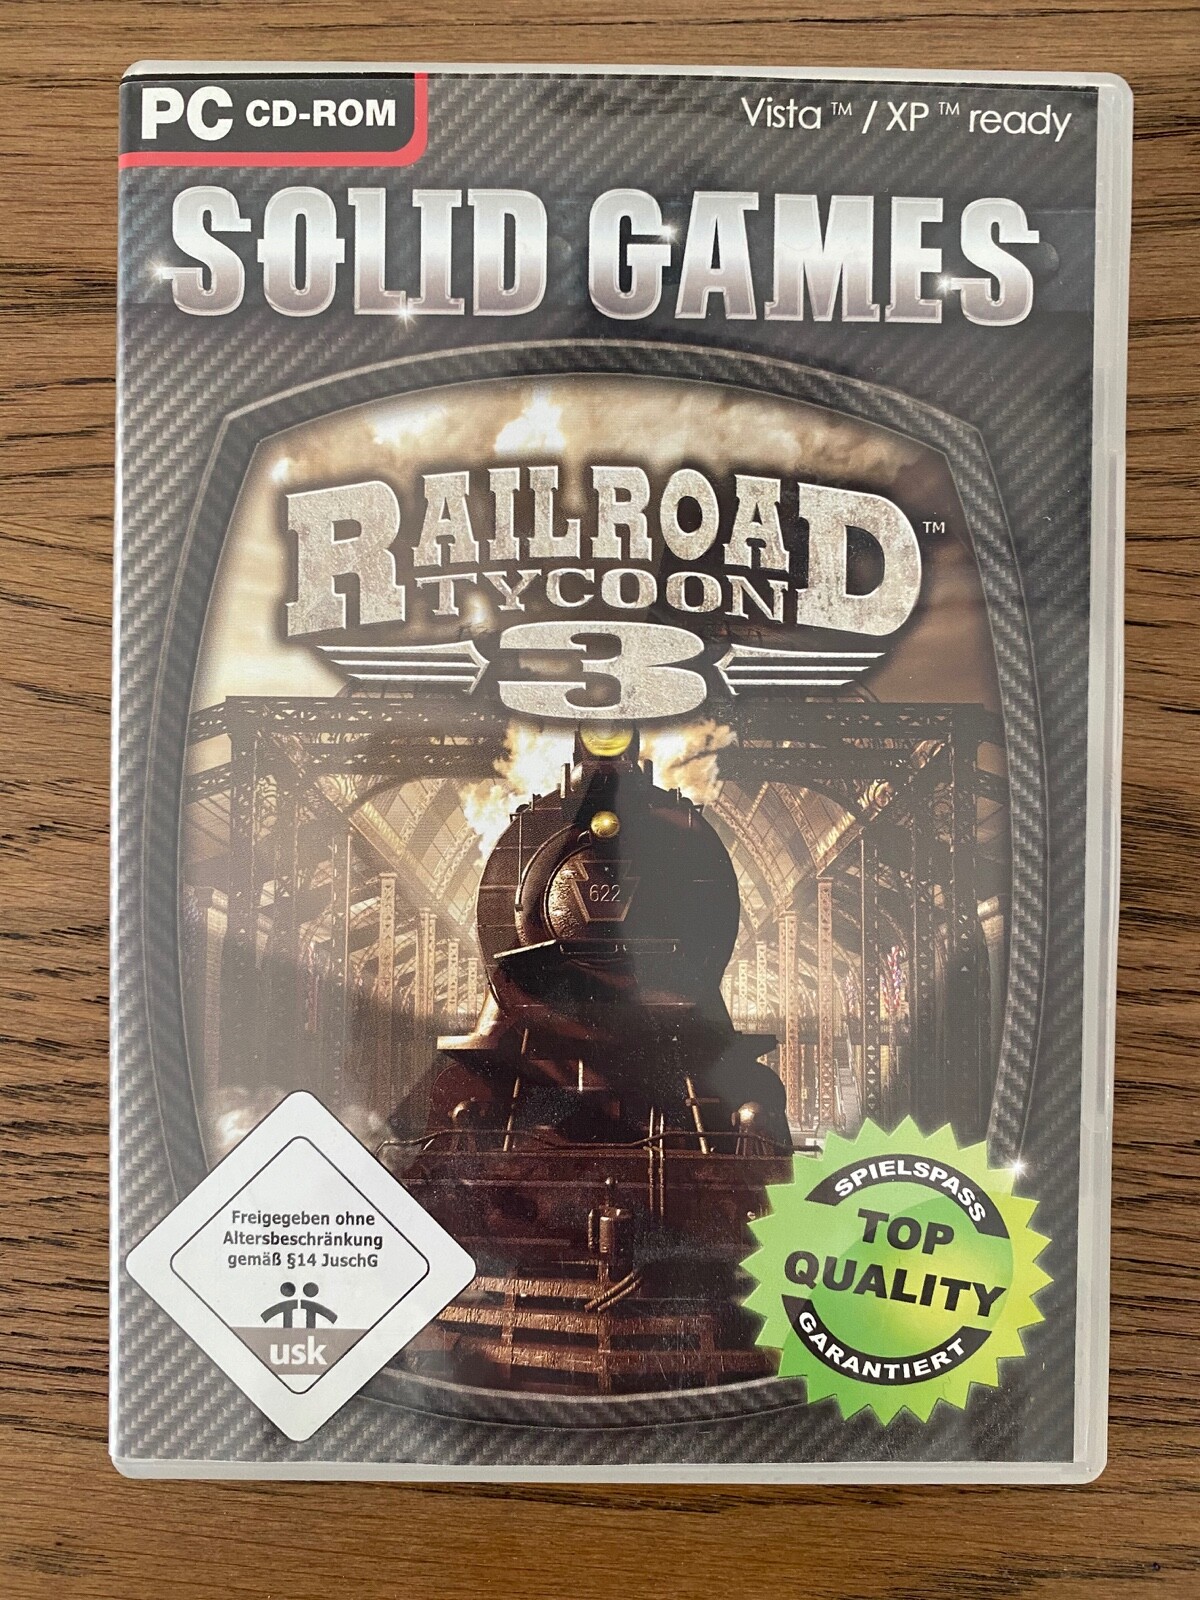 PC CD-ROM
Vista™ / XP™ ready
SOLID GAMES
RAILROAD™
TYCOON
3
622
Freigegeben ohne
Altersbeschränkung
gemäß §14 JuschG
usk
SPIELSPASS
TOP
QUALITY
GARANTIERT